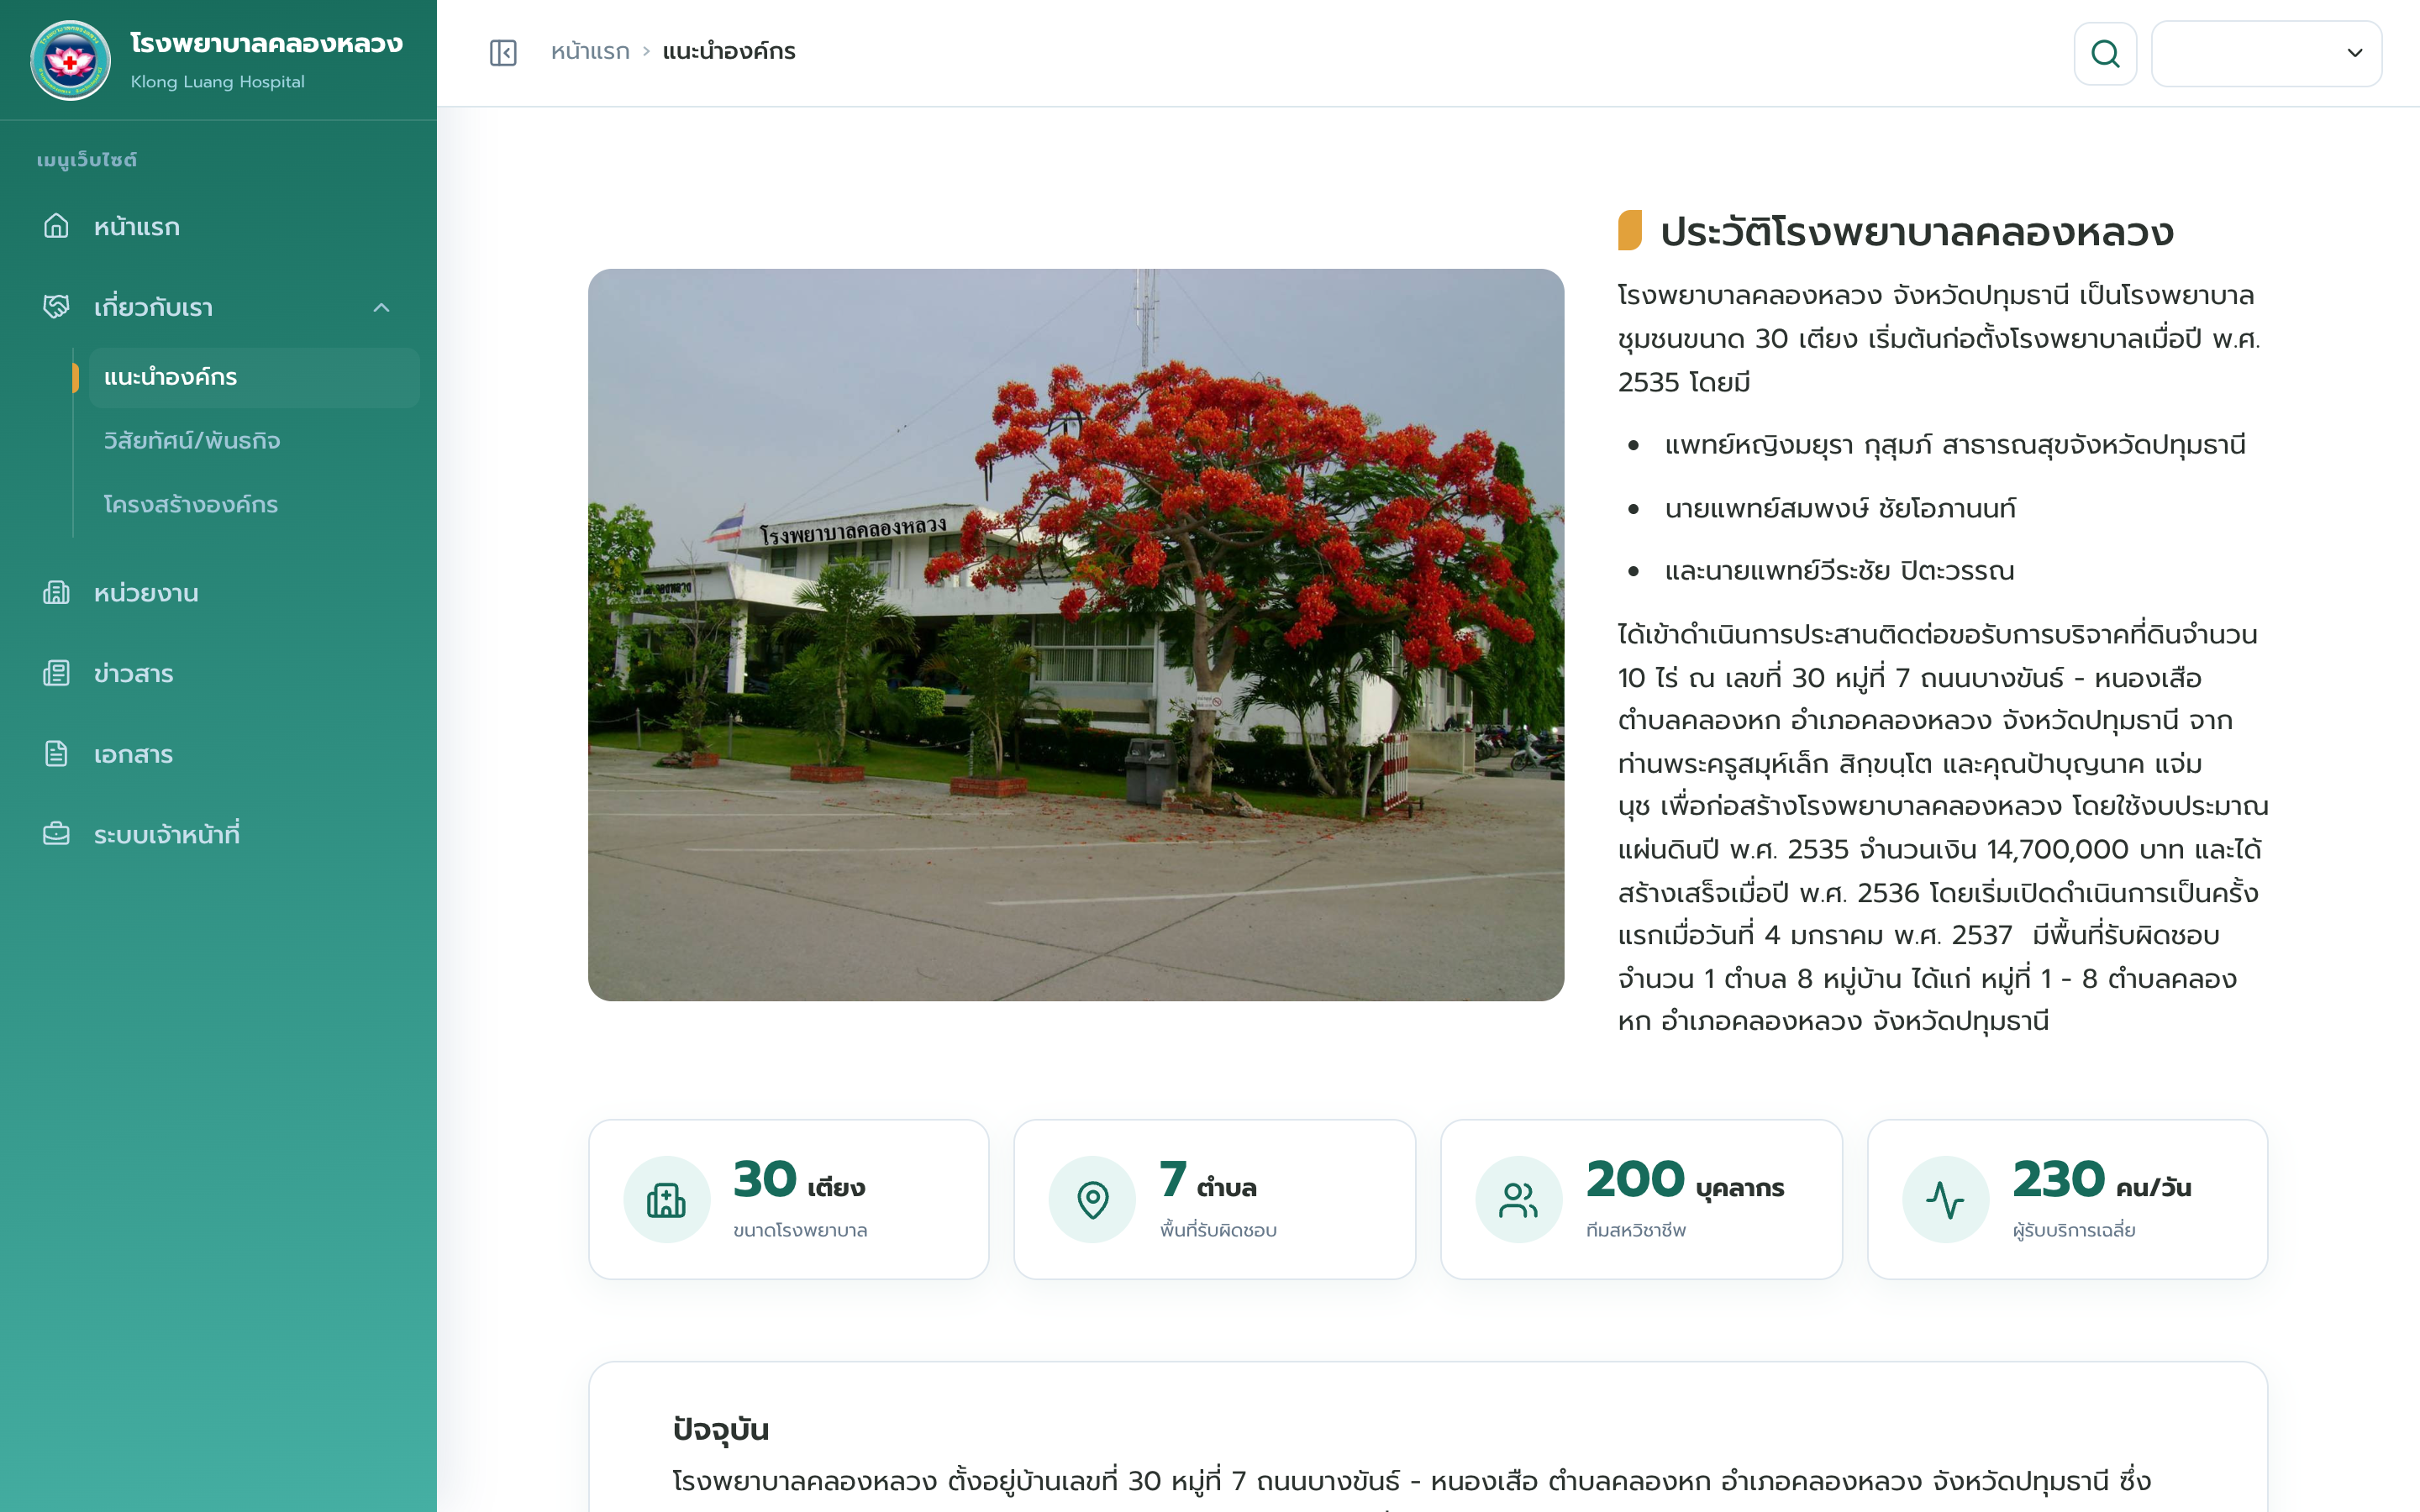 โรงพยาบาลคลองหลวง
Klong Luang Hospital
เมนูเว็บไซต์
หน้าแรก
เกี่ยวกับเรา
แนะนำองค์กร
วิสัยทัศน์/พันธกิจ
โครงสร้างองค์กร
หน่วยงาน
ข่าวสาร
เอกสาร
ระบบเจ้าหน้าที่
หน้าแรก › แนะนำองค์กร
โรงพยาบาลคลองหลวง
ประวัติโรงพยาบาลคลองหลวง
โรงพยาบาลคลองหลวง จังหวัดปทุมธานี เป็นโรงพยาบาล
ชุมชนขนาด 30 เตียง เริ่มต้นก่อตั้งโรงพยาบาลเมื่อปี พ.ศ.
2535 โดยมี
• แพทย์หญิงมยุรา กุสุมภ์ สาธารณสุขจังหวัดปทุมธานี
• นายแพทย์สมพงษ์ ชัยโอภานนท์
• และนายแพทย์วีระชัย ปิตะวรรณ
ได้เข้าดำเนินการประสานติดต่อขอรับการบริจาคที่ดินจำนวน
10 ไร่ ณ เลขที่ 30 หมู่ที่ 7 ถนนบางขันธ์ - หนองเสือ
ตำบลคลองหก อำเภอคลองหลวง จังหวัดปทุมธานี จาก
ท่านพระครูสมุห์เล็ก สิกฺขนฺโต และคุณป้าบุญนาค แจ่ม
นุช เพื่อก่อสร้างโรงพยาบาลคลองหลวง โดยใช้งบประมาณ
แผ่นดินปี พ.ศ. 2535 จำนวนเงิน 14,700,000 บาท และได้
สร้างเสร็จเมื่อปี พ.ศ. 2536 โดยเริ่มเปิดดำเนินการเป็นครั้ง
แรกเมื่อวันที่ 4 มกราคม พ.ศ. 2537  มีพื้นที่รับผิดชอบ
จำนวน 1 ตำบล 8 หมู่บ้าน ได้แก่ หมู่ที่ 1 - 8 ตำบลคลอง
หก อำเภอคลองหลวง จังหวัดปทุมธานี
30 เตียง
ขนาดโรงพยาบาล
7 ตำบล
พื้นที่รับผิดชอบ
200 บุคลากร
ทีมสหวิชาชีพ
230 คน/วัน
ผู้รับบริการเฉลี่ย
ปัจจุบัน
โรงพยาบาลคลองหลวง ตั้งอยู่บ้านเลขที่ 30 หมู่ที่ 7 ถนนบางขันธ์ - หนองเสือ ตำบลคลองหก อำเภอคลองหลวง จังหวัดปทุมธานี ซึ่ง